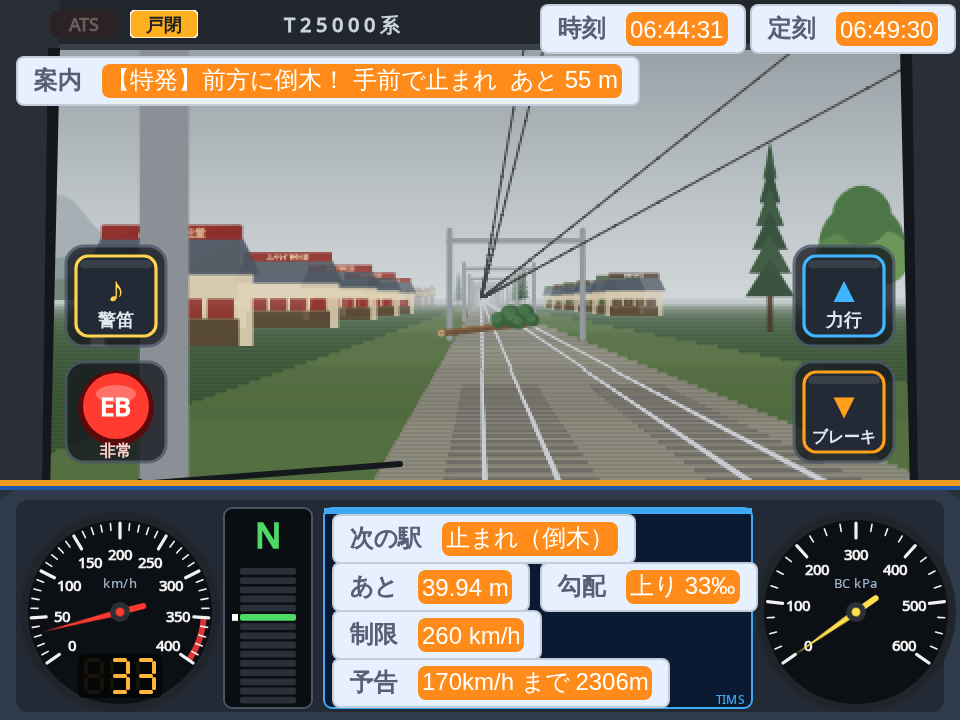 ATS
戸閉
T25000系
時刻 06:44:31
定刻 06:49:30
案内 【特発】前方に倒木！ 手前で止まれ あと 55 m
♪
警笛
EB
非常
▲
力行
▼
ブレーキ
0 50 100 150 200 250 300 350 400
km/h
33
N
次の駅 止まれ（倒木）
あと 39.94 m
勾配 上り 33‰
制限 260 km/h
予告 170km/h まで 2306m
TIMS
0 100 200 300 400 500 600
BC kPa